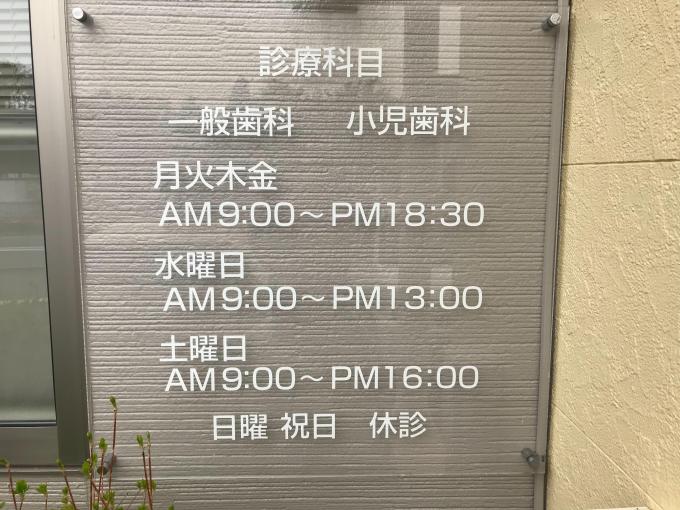 診療科目
一般歯科　小児歯科
月火木金
AM9:00～PM18:30
水曜日
AM9:00～PM13:00
土曜日
AM9:00～PM16:00
日曜 祝日　休診